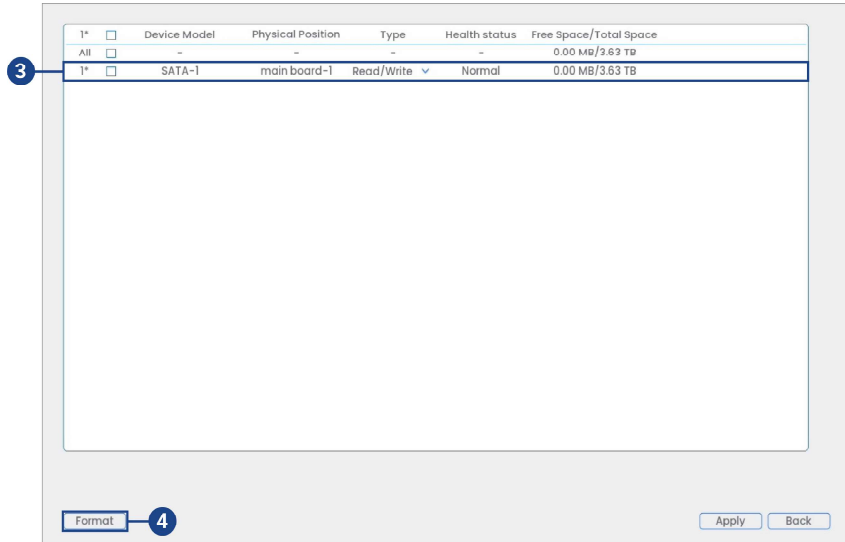 1* Device Model Physical Position Type Health status Free Space/Total Space
All - - - - 0.00 MB/3.63 TB
3 1* SATA-1 main board-1 Read/Write Normal 0.00 MB/3.63 TB
Format 4 Apply Back